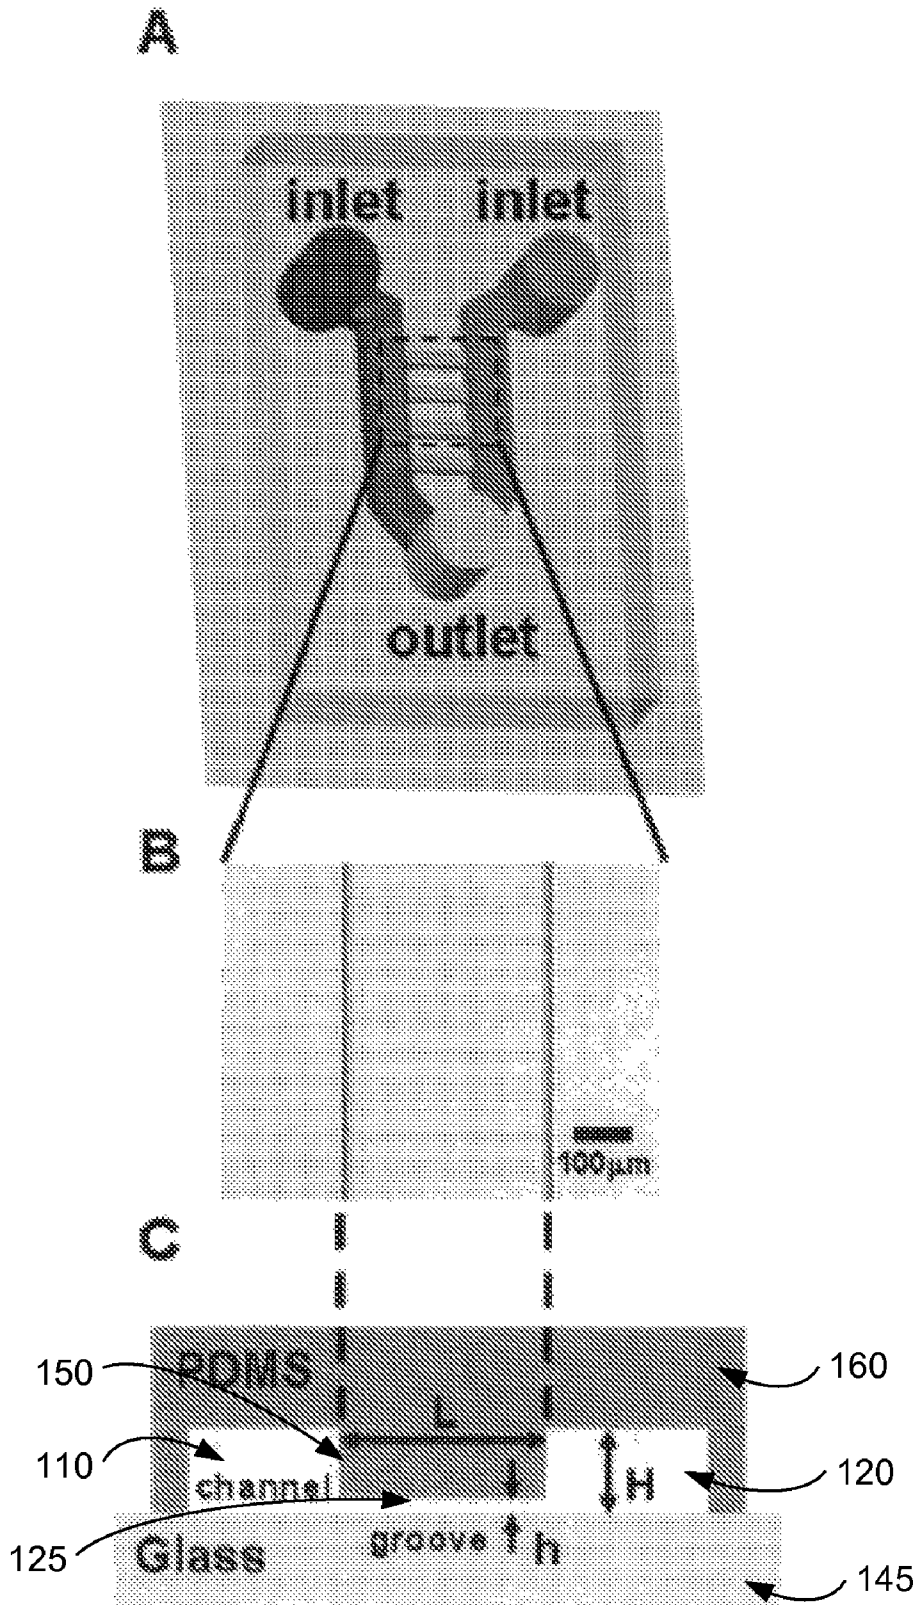 A
inlet inlet
outlet
B
100µm
C
PDMS
150
160
L
110
channel
H
120
125
groove
h
Glass
145